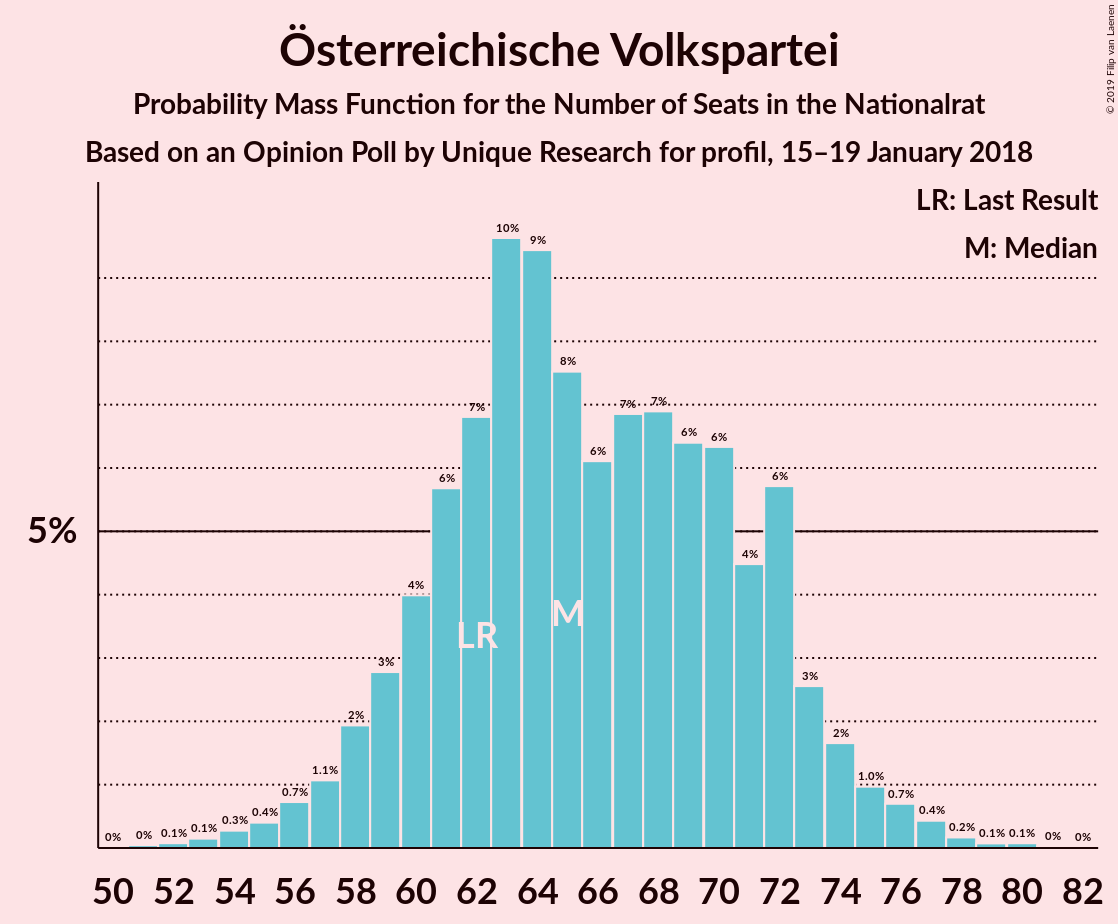 Österreichische Volkspartei
Probability Mass Function for the Number of Seats in the Nationalrat
Based on an Opinion Poll by Unique Research for profil, 15–19 January 2018
© 2019 Filip van Laenen
LR: Last Result
M: Median
5%
0% 0% 0.1% 0.1% 0.3% 0.4% 0.7% 1.1% 2% 3% 4% 6% 7% 10% 9% 8% 6% 7% 7% 6% 6% 4% 6% 3% 2% 1.0% 0.7% 0.4% 0.2% 0.1% 0.1% 0% 0%
LR M
50 52 54 56 58 60 62 64 66 68 70 72 74 76 78 80 82